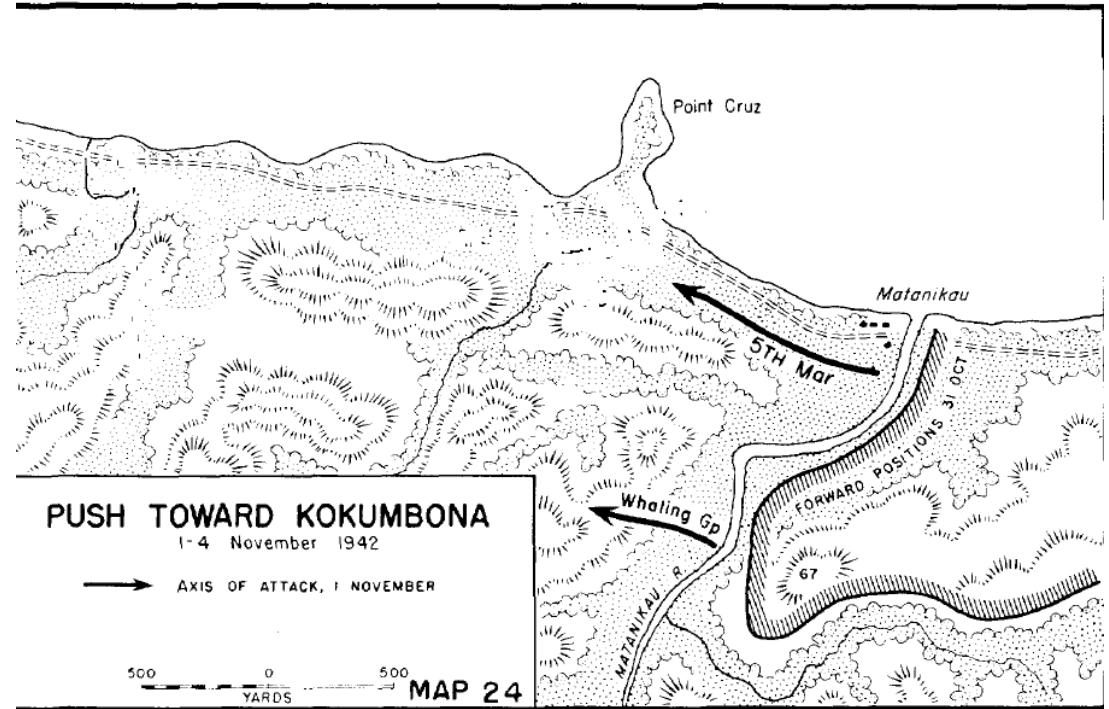 Point Cruz
Matanikau
5TH Mar
FORWARD POSITIONS 31 OCT
Whaling Gp
67
MATANIKAU R
PUSH TOWARD KOKUMBONA
1-4 November 1942
AXIS OF ATTACK, 1 NOVEMBER
500 0 500
YARDS
MAP 24